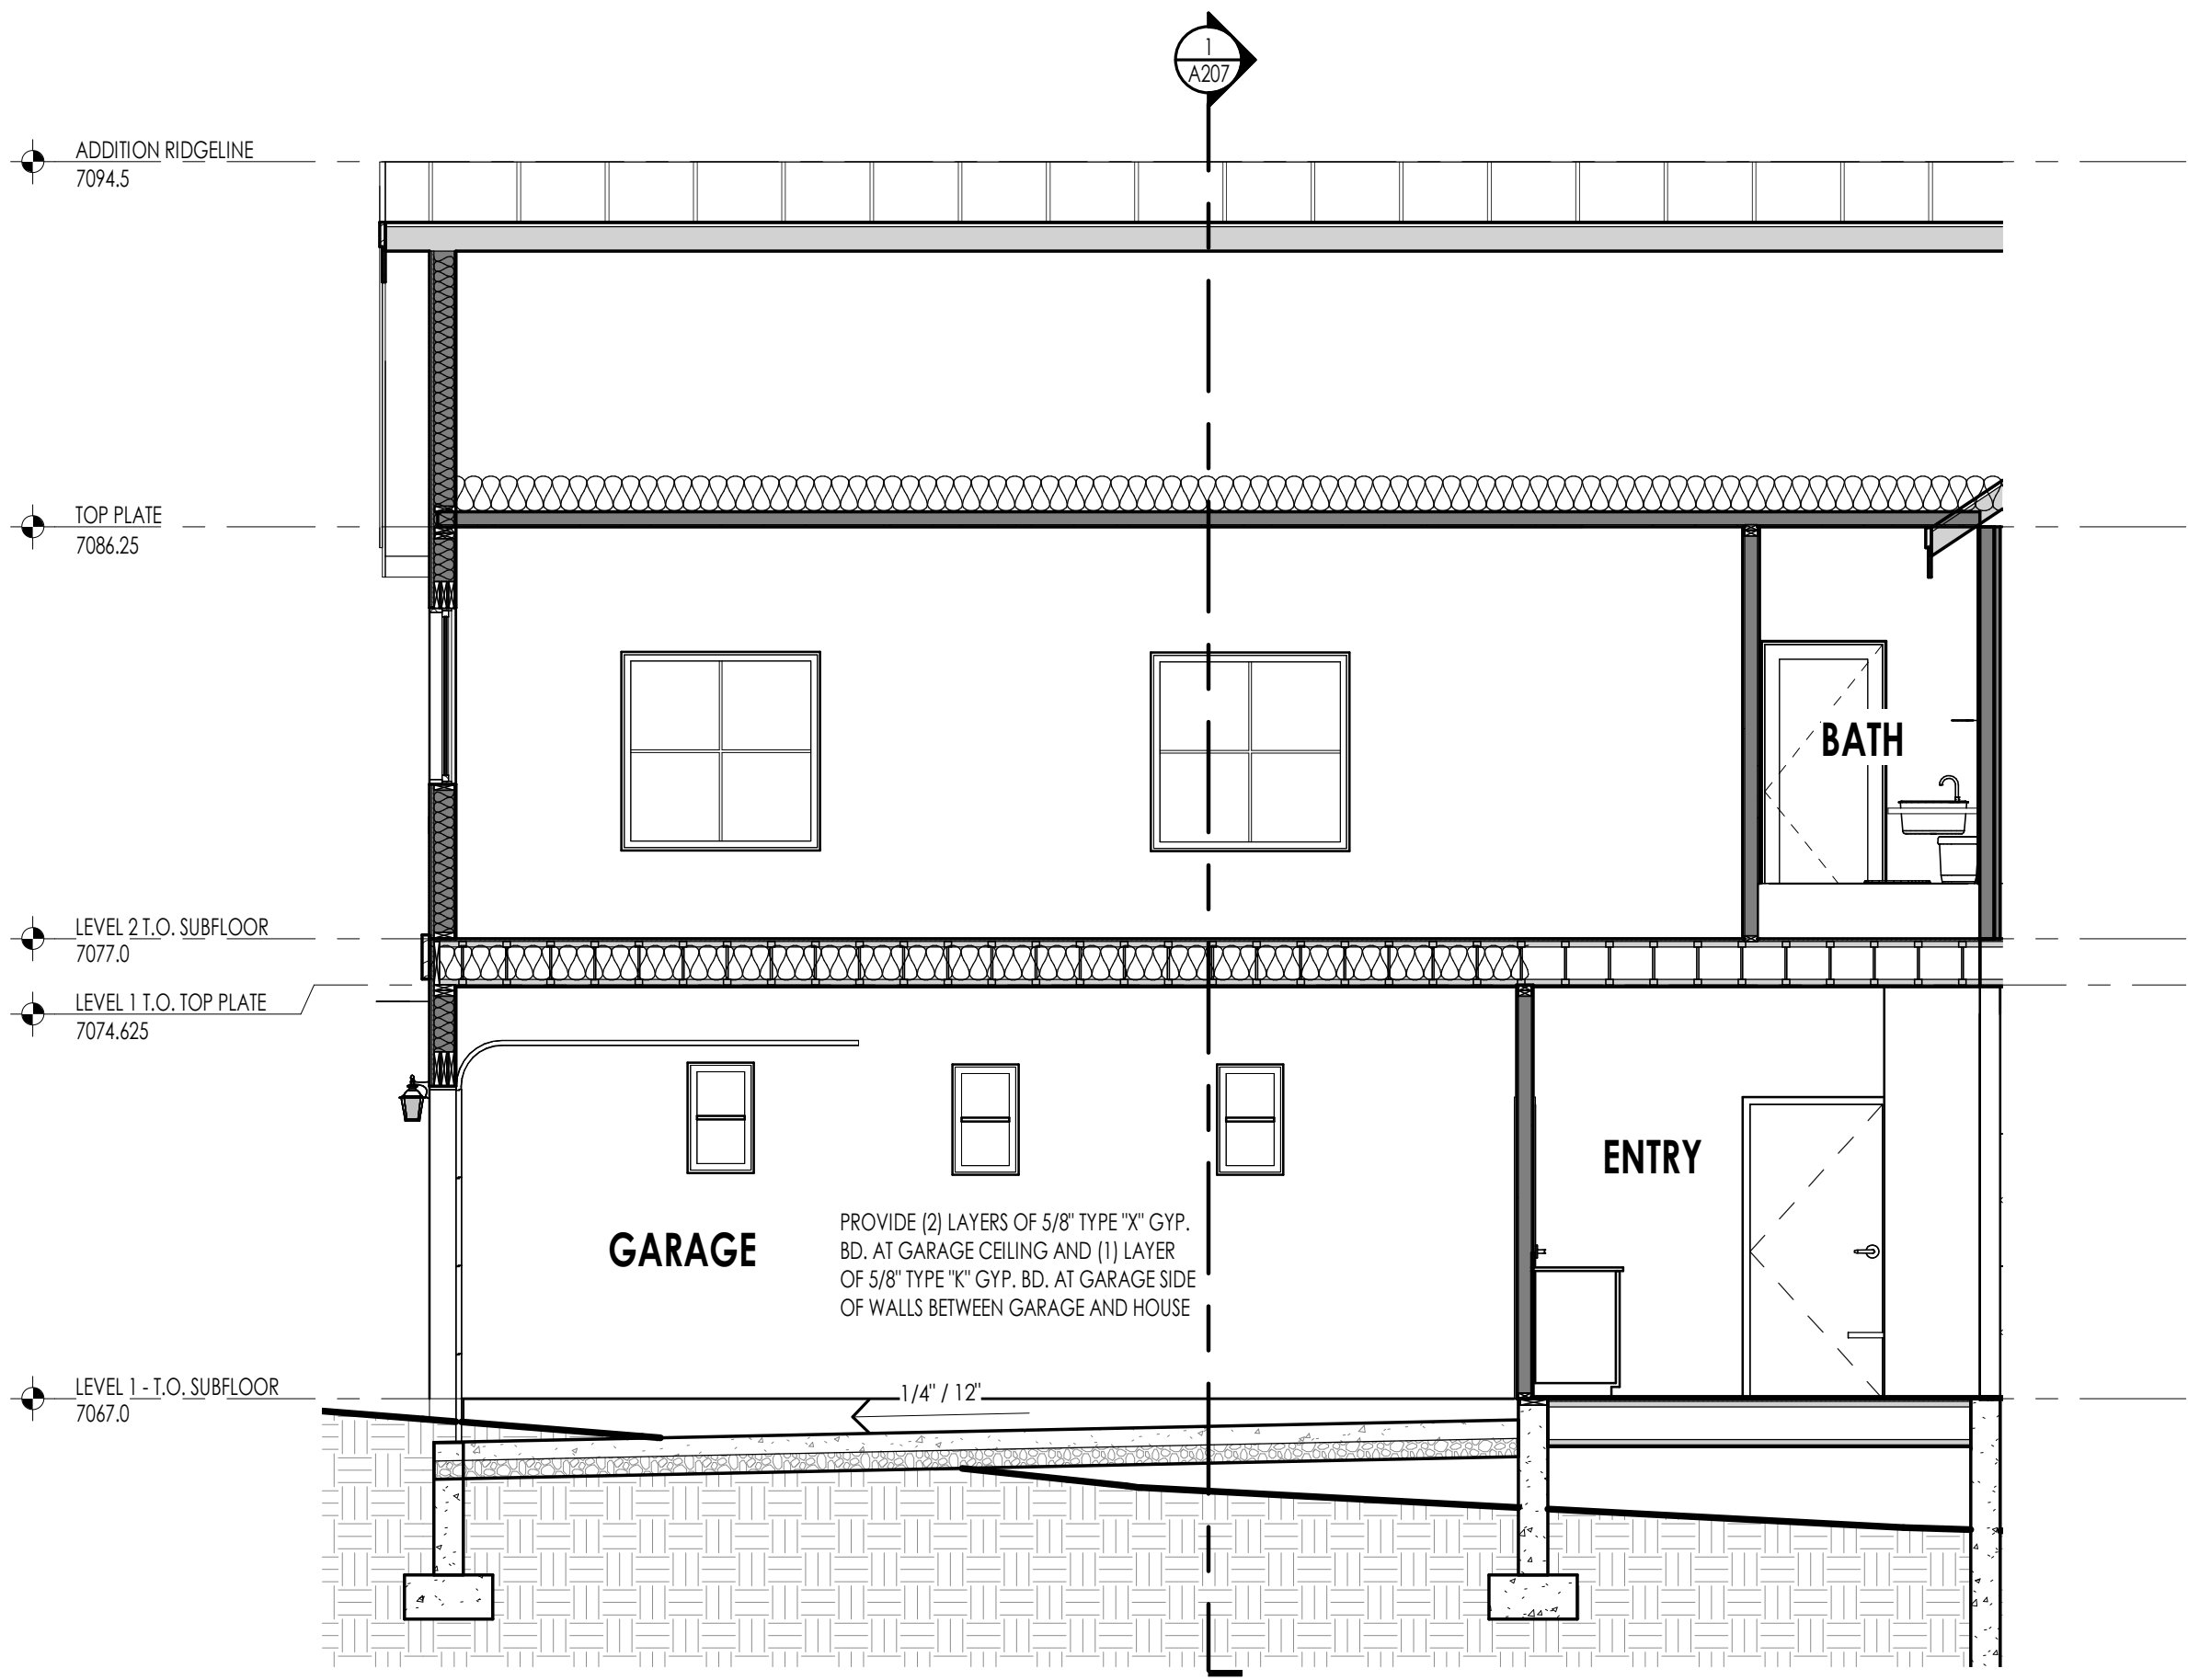 1
A207
ADDITION RIDGELINE
7094.5
TOP PLATE
7086.25
BATH
LEVEL 2 T.O. SUBFLOOR
7077.0
LEVEL 1 T.O. TOP PLATE
7074.625
ENTRY
GARAGE
PROVIDE (2) LAYERS OF 5/8" TYPE "X" GYP.
BD. AT GARAGE CEILING AND (1) LAYER
OF 5/8" TYPE "K" GYP. BD. AT GARAGE SIDE
OF WALLS BETWEEN GARAGE AND HOUSE
1/4" / 12"
LEVEL 1 - T.O. SUBFLOOR
7067.0